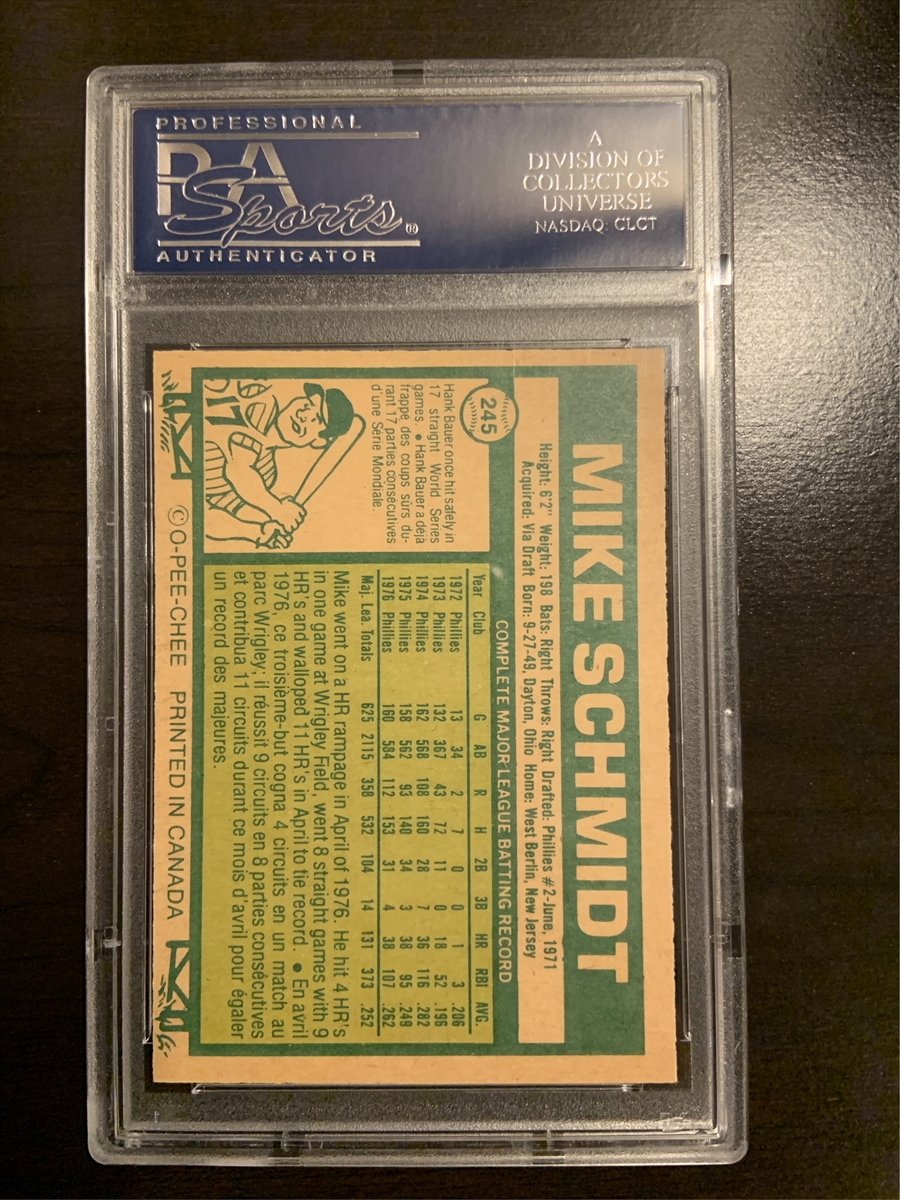 PROFESSIONAL
PSA
Sports®
AUTHENTICATOR
A
DIVISION OF
COLLECTORS
UNIVERSE
NASDAQ: CLCT
MIKE SCHMIDT
245
Height: 6'2" Weight: 198 Bats: Right Throws: Right Drafted: Phillies #2-June, 1971
Acquired: Via Draft Born: 9-27-49, Dayton, Ohio Home: West Berlin, New Jersey
COMPLETE MAJOR LEAGUE BATTING RECORD
Year Club G AB R H 2B 3B HR RBI AVG.
1972 Phillies 13 34 2 7 0 0 1 3 .206
1973 Phillies 132 367 43 72 11 0 18 52 .196
1974 Phillies 162 568 108 160 28 7 36 116 .282
1975 Phillies 158 562 93 140 34 3 38 95 .249
1976 Phillies 160 584 112 153 31 4 38 107 .262
Maj. Lea. Totals 625 2115 358 532 104 14 131 373 .252
Hank Bauer once hit safely in
17 straight World Series
games. • Hank Bauer a déjà
frappé des coups sûrs du-
rant 17 parties consécutives
d'une Série Mondiale.
17
Mike went on a HR rampage in April of 1976. He hit 4 HR's
in one game at Wrigley Field, went 8 straight games with 9
HR's and walloped 11 HR's in April to tie record. • En avril
1976, ce troisième-but cogna 4 circuits en un match au
parc Wrigley; il réussit 9 circuits en 8 parties consécutives
et contribua 11 circuits durant ce mois d'avril pour égaler
un record des majeures.
© O-PEE-CHEE PRINTED IN CANADA